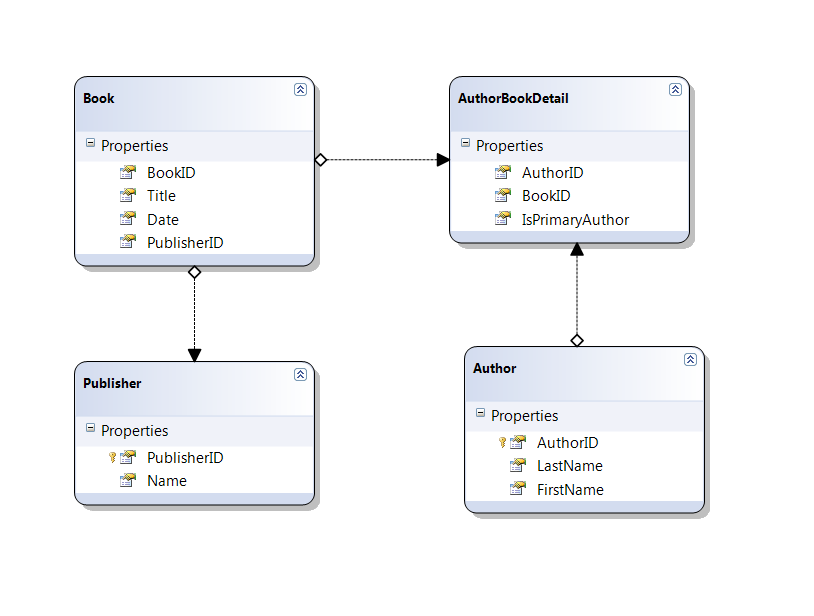 Book
Properties
BookID
Title
Date
PublisherID
AuthorBookDetail
Properties
AuthorID
BookID
IsPrimaryAuthor
Publisher
Properties
PublisherID
Name
Author
Properties
AuthorID
LastName
FirstName